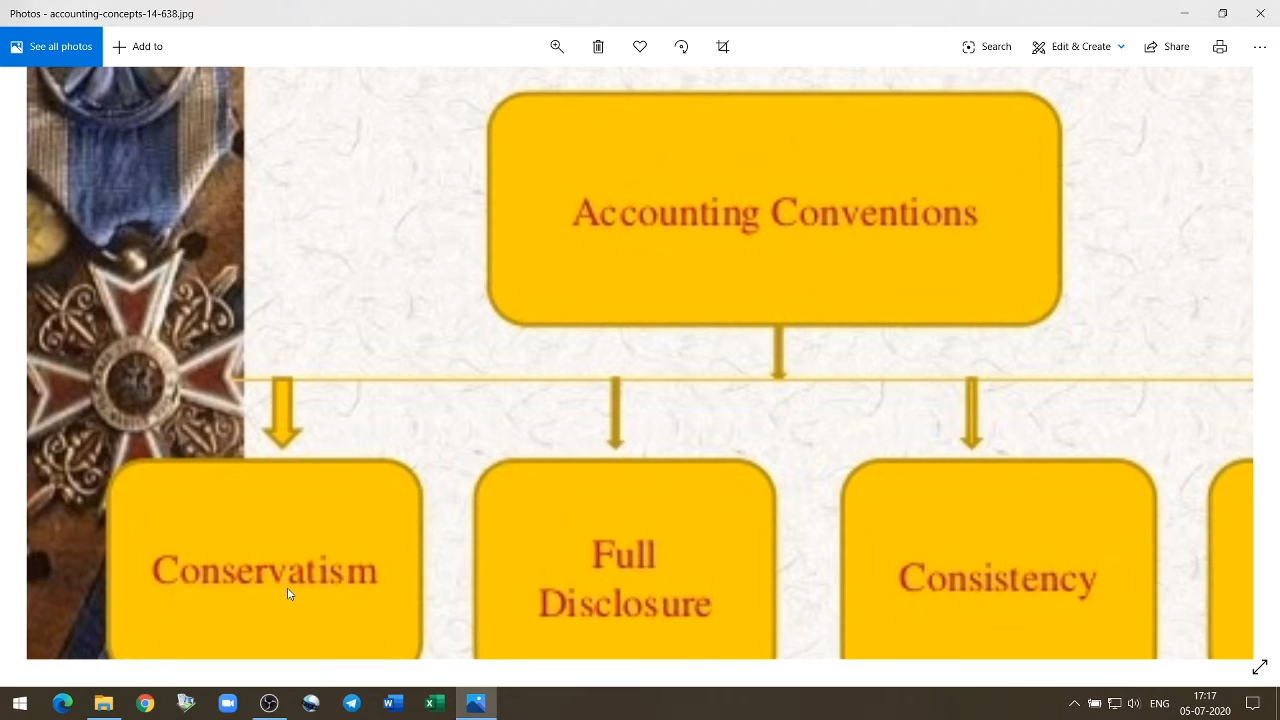 Photos - accounting-concepts-14-638.jpg
See all photos
Add to
Search
Edit & Create
Share
Accounting Conventions
Conservatism
Full
Disclosure
Consistency
ENG
17:17
05-07-2020